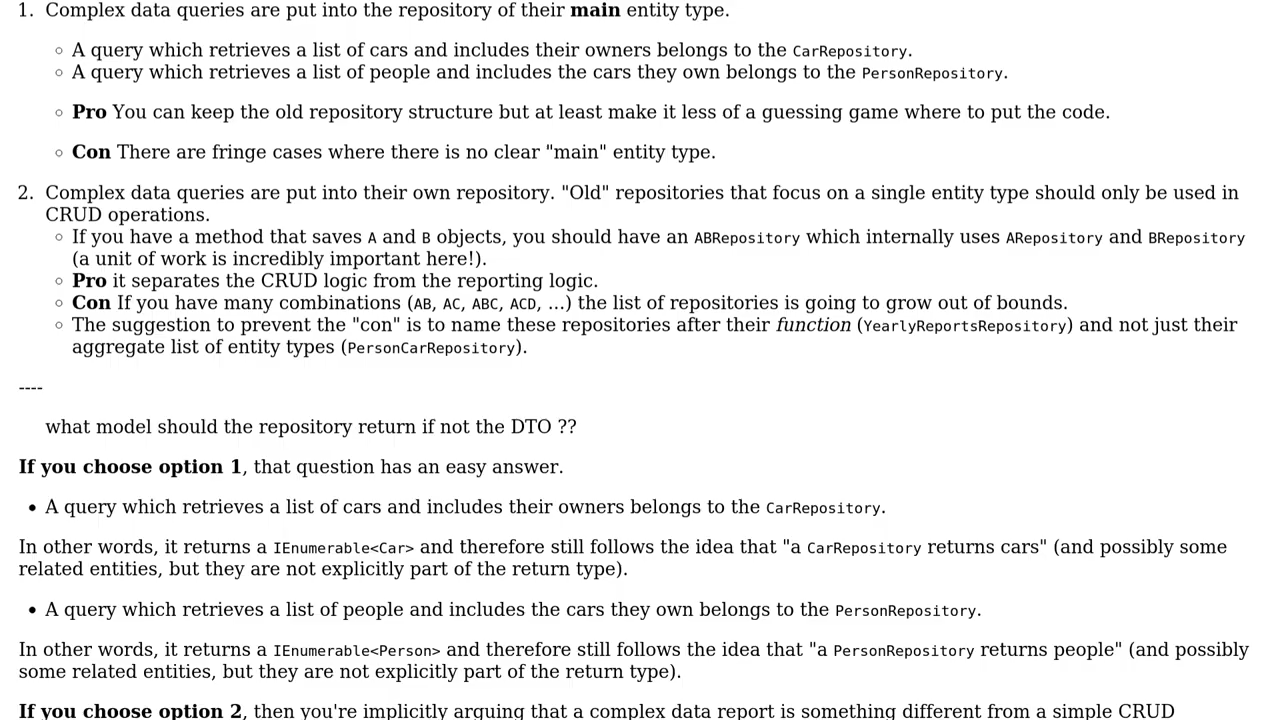 1. Complex data queries are put into the repository of their main entity type.
◦ A query which retrieves a list of cars and includes their owners belongs to the CarRepository.
◦ A query which retrieves a list of people and includes the cars they own belongs to the PersonRepository.
◦ Pro You can keep the old repository structure but at least make it less of a guessing game where to put the code.
◦ Con There are fringe cases where there is no clear "main" entity type.
2. Complex data queries are put into their own repository. "Old" repositories that focus on a single entity type should only be used in
CRUD operations.
◦ If you have a method that saves A and B objects, you should have an ABRepository which internally uses ARepository and BRepository
(a unit of work is incredibly important here!).
◦ Pro it separates the CRUD logic from the reporting logic.
◦ Con If you have many combinations (AB, AC, ABC, ACD, ...) the list of repositories is going to grow out of bounds.
◦ The suggestion to prevent the "con" is to name these repositories after their function (YearlyReportsRepository) and not just their
aggregate list of entity types (PersonCarRepository).
----
what model should the repository return if not the DTO ??
If you choose option 1, that question has an easy answer.
• A query which retrieves a list of cars and includes their owners belongs to the CarRepository.
In other words, it returns a IEnumerable<Car> and therefore still follows the idea that "a CarRepository returns cars" (and possibly some
related entities, but they are not explicitly part of the return type).
• A query which retrieves a list of people and includes the cars they own belongs to the PersonRepository.
In other words, it returns a IEnumerable<Person> and therefore still follows the idea that "a PersonRepository returns people" (and possibly
some related entities, but they are not explicitly part of the return type).
If you choose option 2, then you're implicitly arguing that a complex data report is something different from a simple CRUD